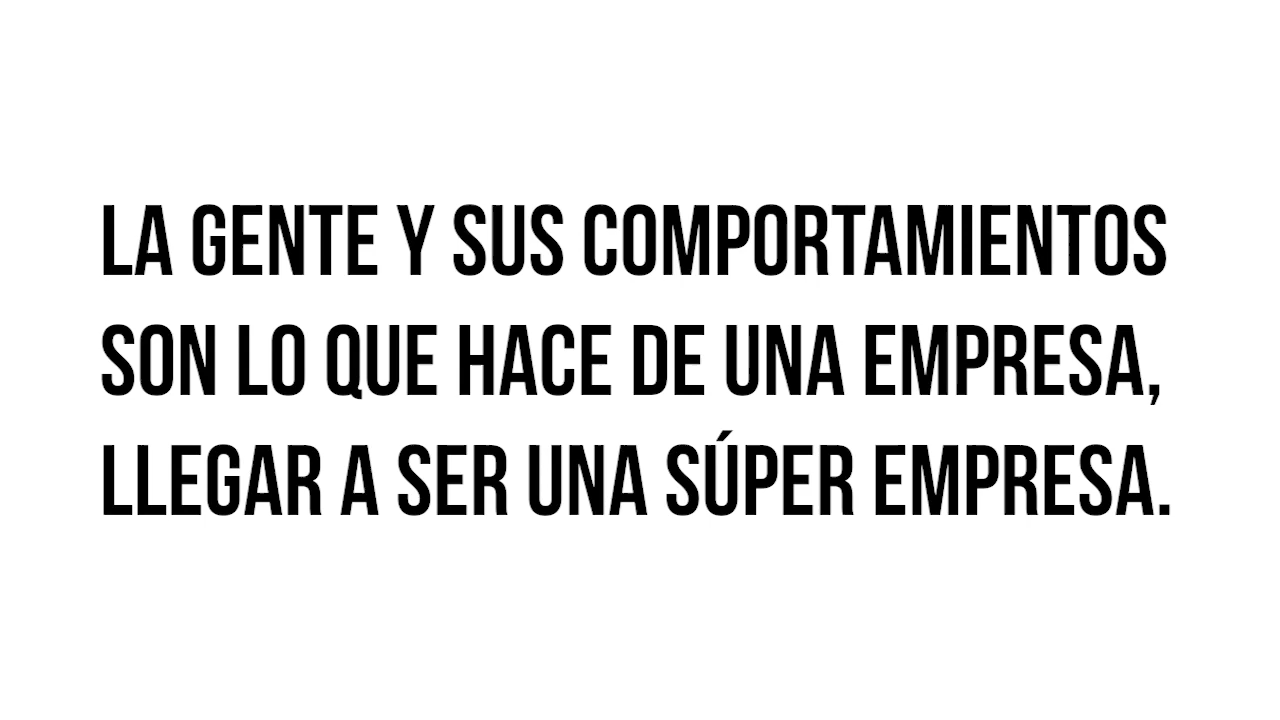 LA GENTE Y SUS COMPORTAMIENTOS
SON LO QUE HACE DE UNA EMPRESA,
LLEGAR A SER UNA SÚPER EMPRESA.